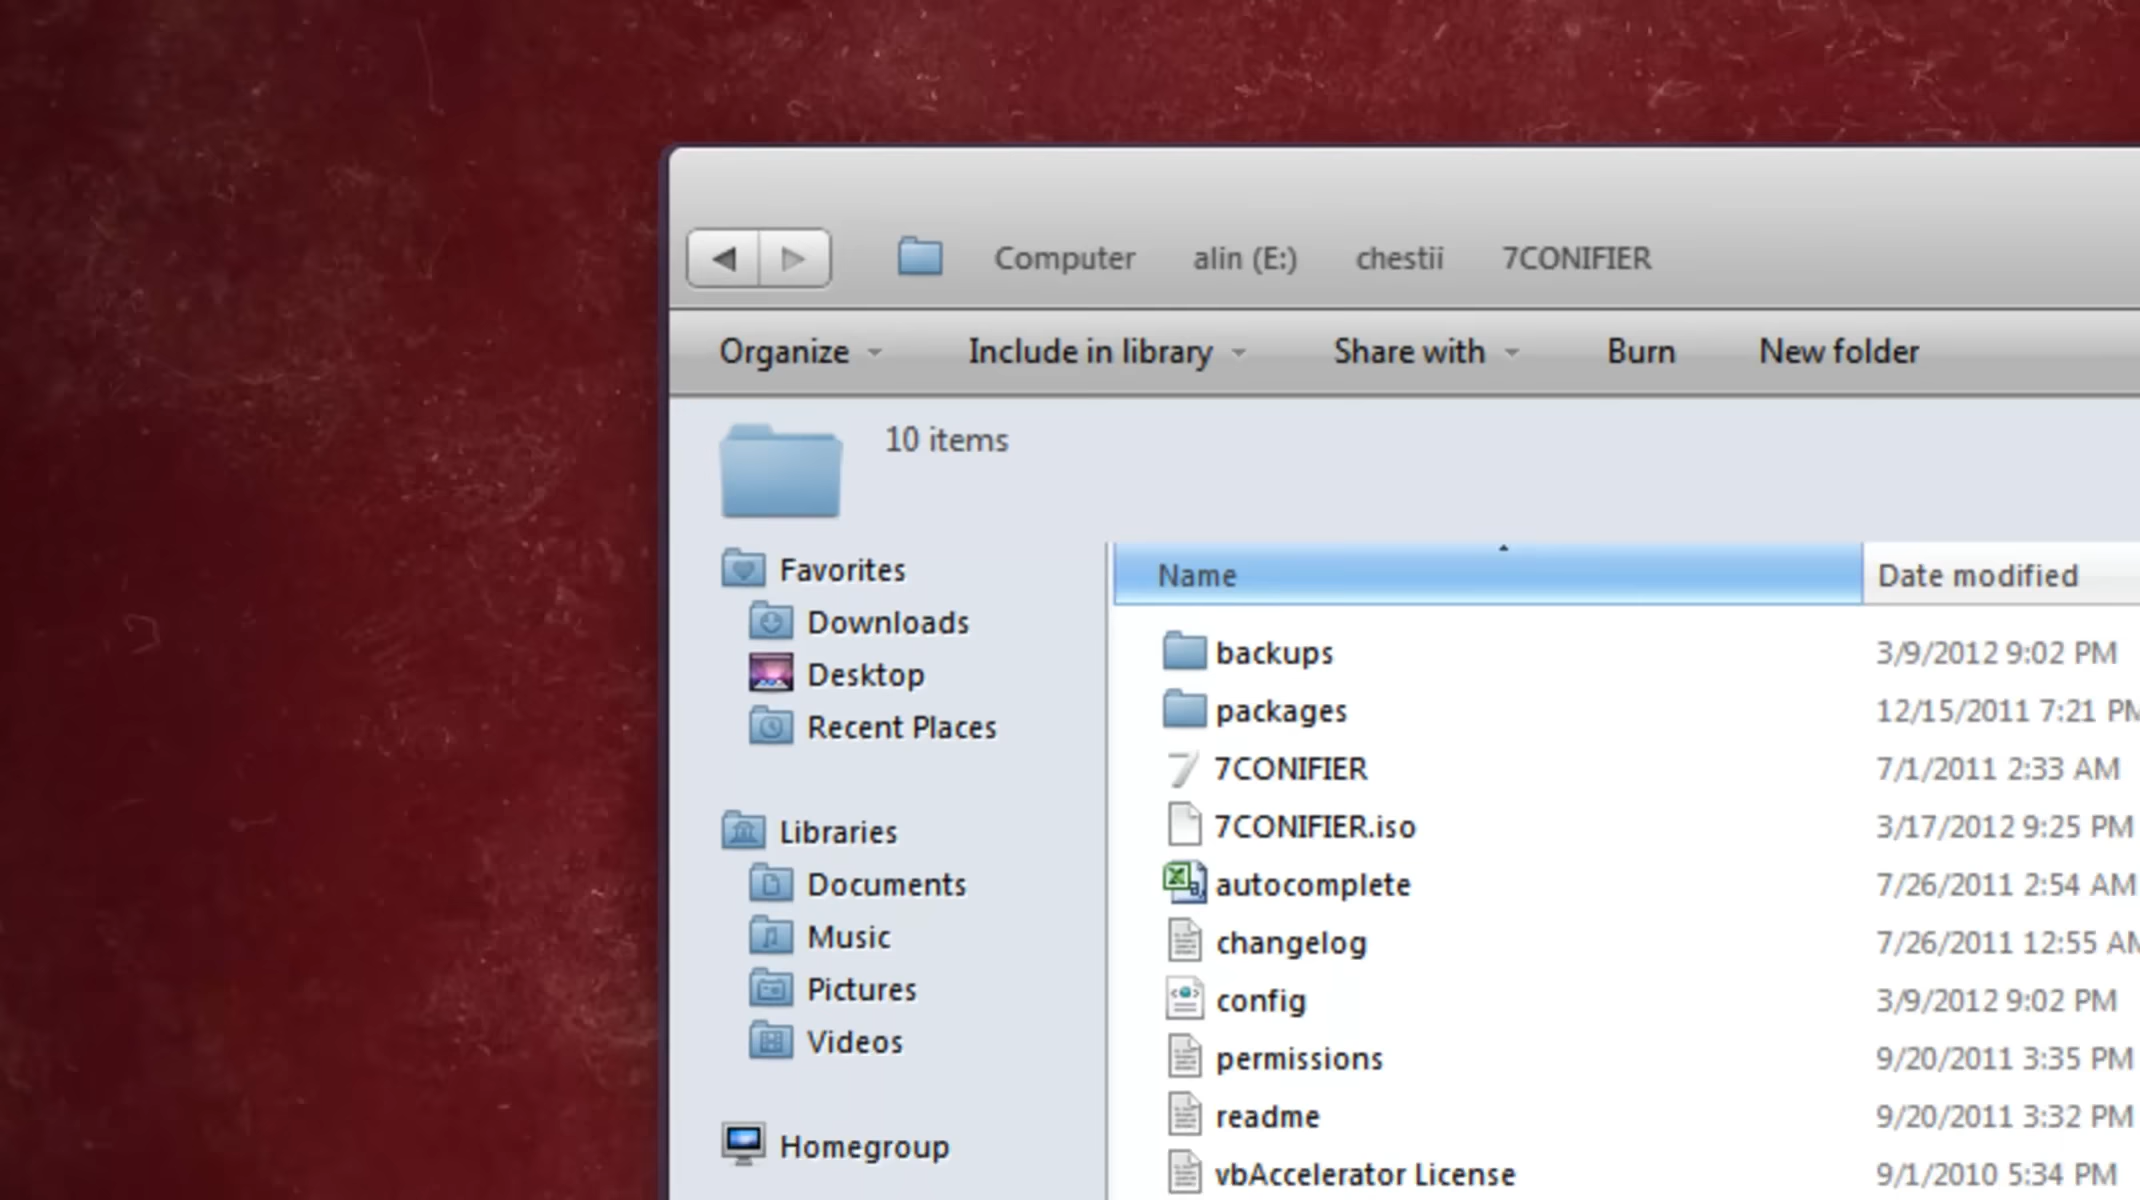 Computer alin (E:) chestii 7CONIFIER
Organize Include in library Share with Burn New folder
10 items
Favorites
Downloads
Desktop
Recent Places
Libraries
Documents
Music
Pictures
Videos
Homegroup
Name Date modified
backups 3/9/2012 9:02 PM
packages 12/15/2011 7:21 PM
7CONIFIER 7/1/2011 2:33 AM
7CONIFIER.iso 3/17/2012 9:25 PM
autocomplete 7/26/2011 2:54 AM
changelog 7/26/2011 12:55 AM
config 3/9/2012 9:02 PM
permissions 9/20/2011 3:35 PM
readme 9/20/2011 3:32 PM
vbAccelerator License 9/1/2010 5:34 PM